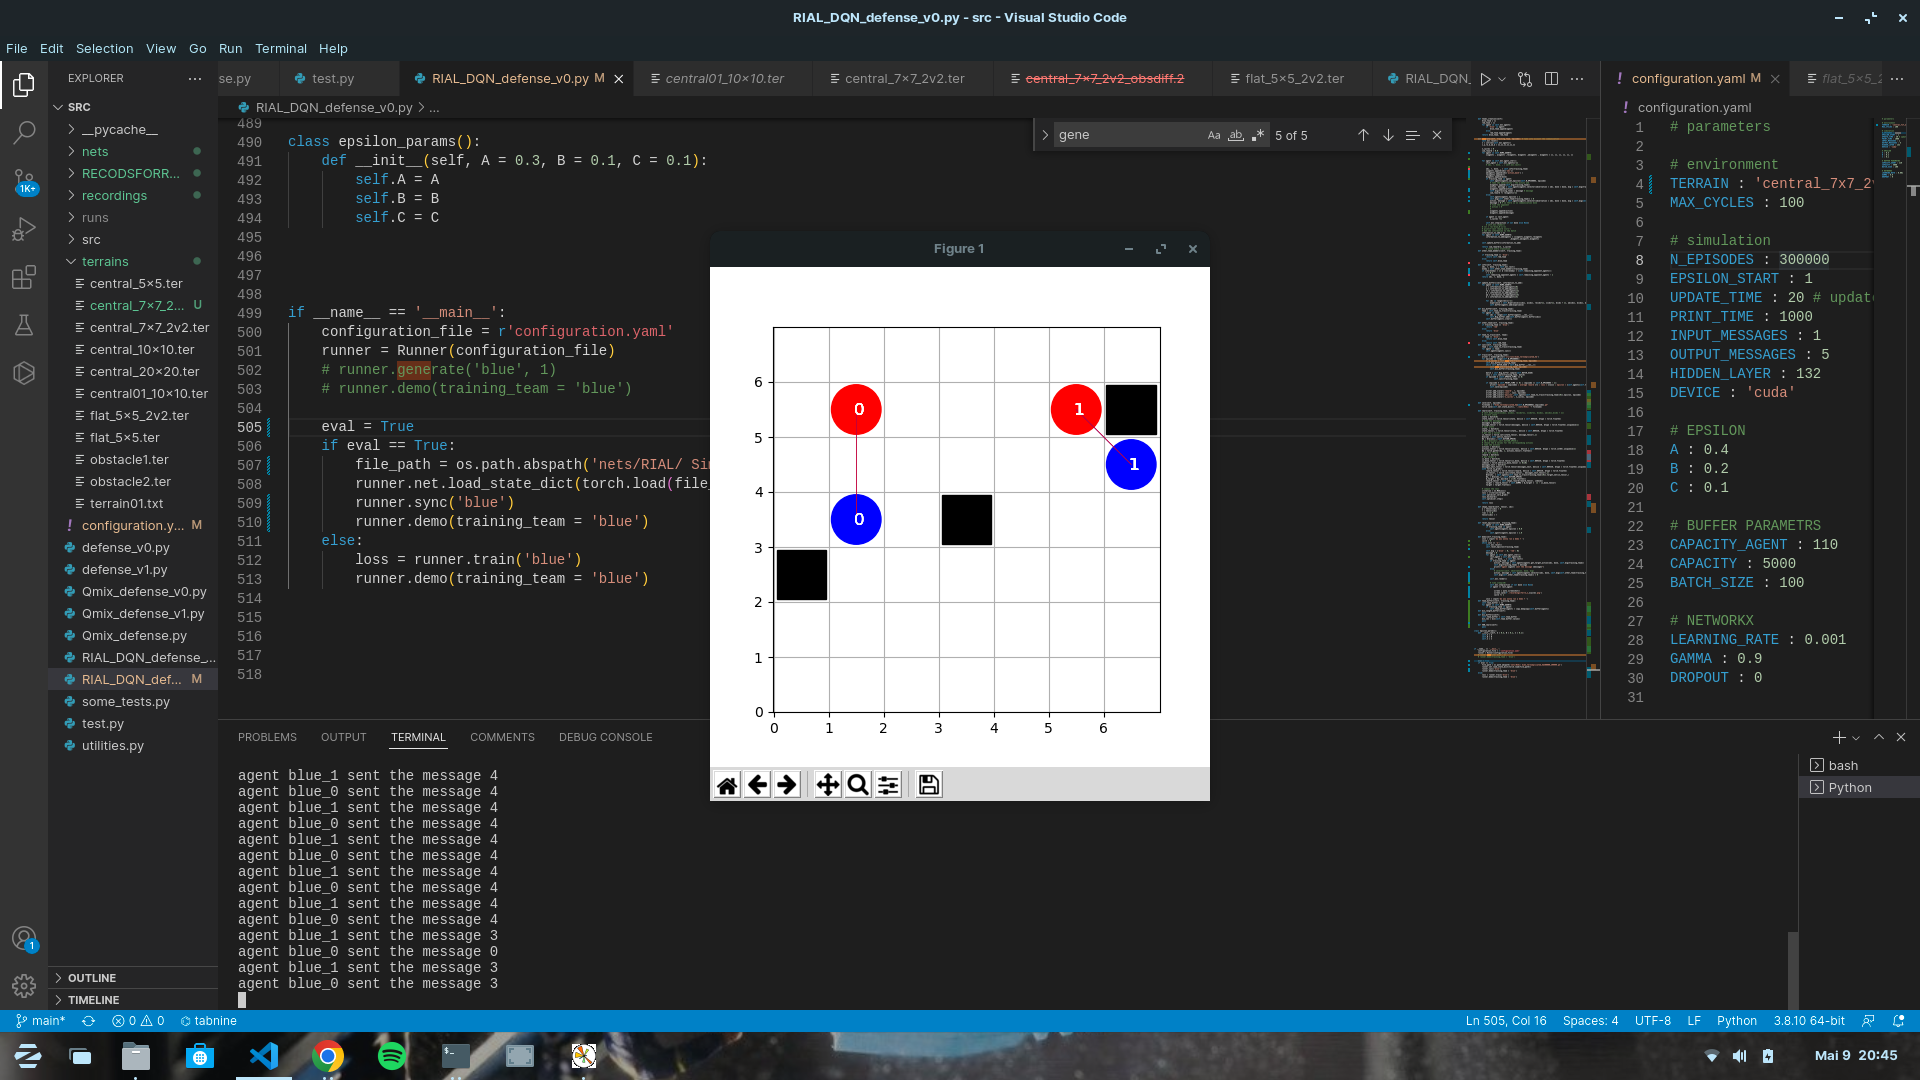 RIAL_DQN_defense_v0.py - src - Visual Studio Code
File Edit Selection View Go Run Terminal Help
EXPLORER
se.py
test.py
RIAL_DQN_defense_v0.py M
central01_10×10.ter
central_7×7_2v2.ter
central_7×7_2v2_obsdiff.2
flat_5×5_2v2.ter
RIAL_DQN_
! configuration.yaml M
flat_5×5_2
SRC
__pycache__
nets
RECODSFORR...
recordings
runs
src
terrains
central_5×5.ter
central_7×7_2... U
central_7×7_2v2.ter
central_10×10.ter
central_20×20.ter
central01_10×10.ter
flat_5×5_2v2.ter
flat_5×5.ter
obstacle1.ter
obstacle2.ter
terrain01.txt
! configuration.y... M
defense_v0.py
defense_v1.py
Qmix_defense_v0.py
Qmix_defense_v1.py
Qmix_defense.py
RIAL_DQN_defense_...
RIAL_DQN_def... M
some_tests.py
test.py
utilities.py
OUTLINE
TIMELINE
1K+
1
RIAL_DQN_defense_v0.py > ...
gene
Aa ab 5 of 5
489
490 class epsilon_params():
491 def __init__(self, A = 0.3, B = 0.1, C = 0.1):
492 self.A = A
493 self.B = B
494 self.C = C
495
496
497
498
499 if __name__ == '__main__':
500 configuration_file = r'configuration.yaml'
501 runner = Runner(configuration_file)
502 # runner.generate('blue', 1)
503 # runner.demo(training_team = 'blue')
504
505 eval = True
506 if eval == True:
507 file_path = os.path.abspath('nets/RIAL/ Si
508 runner.net.load_state_dict(torch.load(file_
509 runner.sync('blue')
510 runner.demo(training_team = 'blue')
511 else:
512 loss = runner.train('blue')
513 runner.demo(training_team = 'blue')
514
515
516
517
518
Figure 1
6
5
4
3
2
1
0
0 1 2 3 4 5 6
0
1
1
0
! configuration.yaml
1 # parameters
2
3 # environment
4 TERRAIN : 'central_7x7_2v
5 MAX_CYCLES : 100
6
7 # simulation
8 N_EPISODES : 300000
9 EPSILON_START : 1
10 UPDATE_TIME : 20 # updat
11 PRINT_TIME : 1000
12 INPUT_MESSAGES : 1
13 OUTPUT_MESSAGES : 5
14 HIDDEN_LAYER : 132
15 DEVICE : 'cuda'
16
17 # EPSILON
18 A : 0.4
19 B : 0.2
20 C : 0.1
21
22 # BUFFER PARAMETRS
23 CAPACITY_AGENT : 110
24 CAPACITY : 5000
25 BATCH_SIZE : 100
26
27 # NETWORKX
28 LEARNING_RATE : 0.001
29 GAMMA : 0.9
30 DROPOUT : 0
31
PROBLEMS OUTPUT TERMINAL COMMENTS DEBUG CONSOLE
agent blue_1 sent the message 4
agent blue_0 sent the message 4
agent blue_1 sent the message 4
agent blue_0 sent the message 4
agent blue_1 sent the message 4
agent blue_0 sent the message 4
agent blue_1 sent the message 4
agent blue_0 sent the message 4
agent blue_1 sent the message 4
agent blue_0 sent the message 4
agent blue_1 sent the message 3
agent blue_0 sent the message 0
agent blue_1 sent the message 3
agent blue_0 sent the message 3
bash
Python
main* 0 0 tabnine
Ln 505, Col 16 Spaces: 4 UTF-8 LF Python 3.8.10 64-bit
Mai 9 20:45